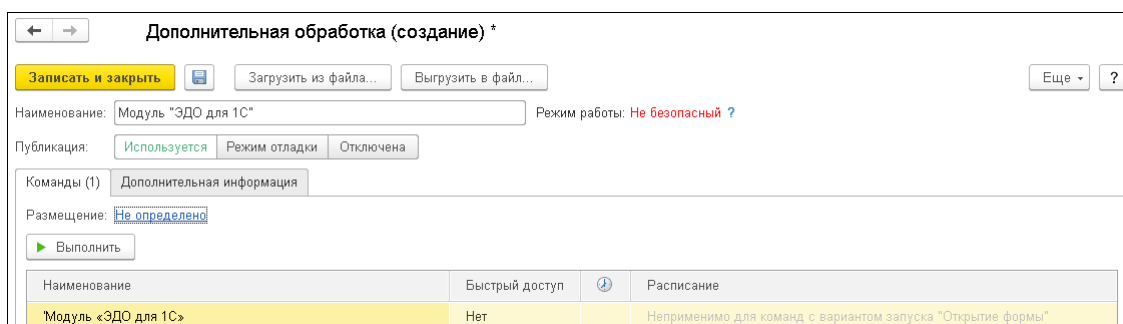 Дополнительная обработка (создание) *
Записать и закрыть Загрузить из файла... Выгрузить в файл... Еще ?
Наименование: Модуль "ЭДО для 1С" Режим работы: Не безопасный ?
Публикация: Используется Режим отладки Отключена
Команды (1) Дополнительная информация
Размещение: Не определено
Выполнить
Наименование Быстрый доступ Расписание
'Модуль «ЭДО для 1С» Нет Неприменимо для команд с вариантом запуска "Открытие формы"